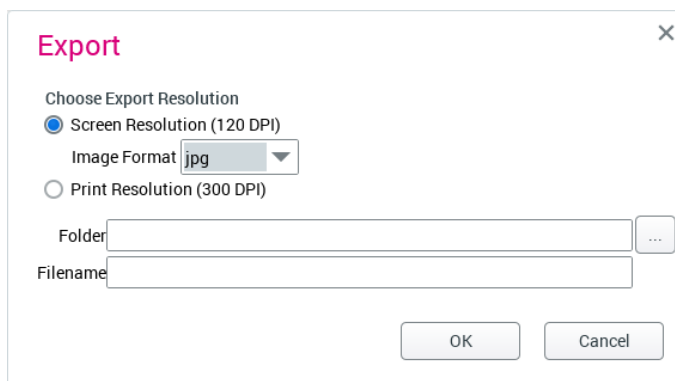 Export
Choose Export Resolution
Screen Resolution (120 DPI)
Image Format jpg
Print Resolution (300 DPI)
Folder ...
Filename
OK Cancel